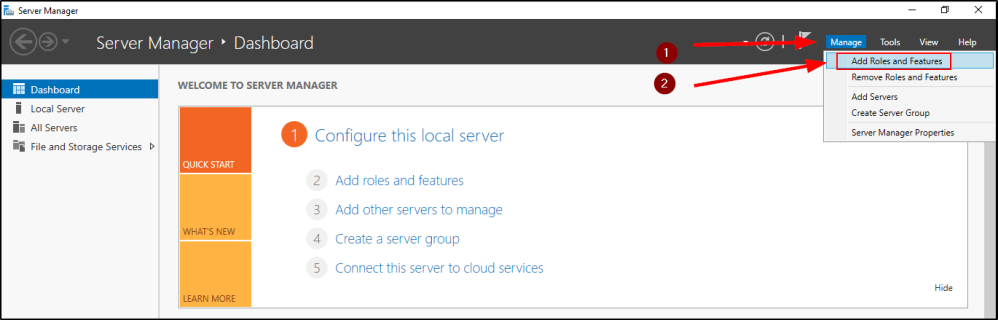 Server Manager
Server Manager • Dashboard
1
Manage Tools View Help
2
Add Roles and Features
Remove Roles and Features
Add Servers
Create Server Group
Server Manager Properties
Dashboard
Local Server
All Servers
File and Storage Services
WELCOME TO SERVER MANAGER
QUICK START
WHAT'S NEW
LEARN MORE
1 Configure this local server
2 Add roles and features
3 Add other servers to manage
4 Create a server group
5 Connect this server to cloud services
Hide